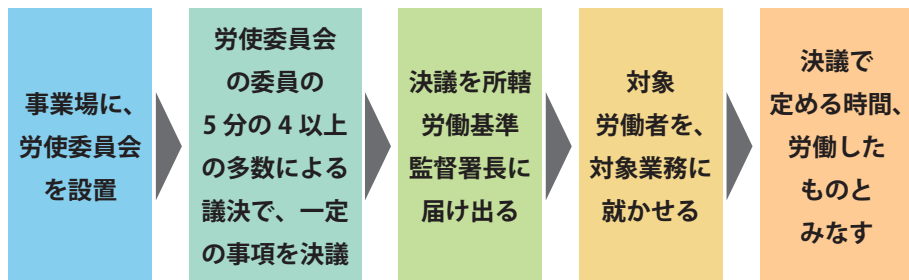 事業場に、
労使委員会
を設置
労使委員会
の委員の
5分の4以上
の多数による
議決で、一定
の事項を決議
決議を所轄
労働基準
監督署長に
届け出る
対象
労働者を、
対象業務に
就かせる
決議で
定める時間、
労働した
ものと
みなす